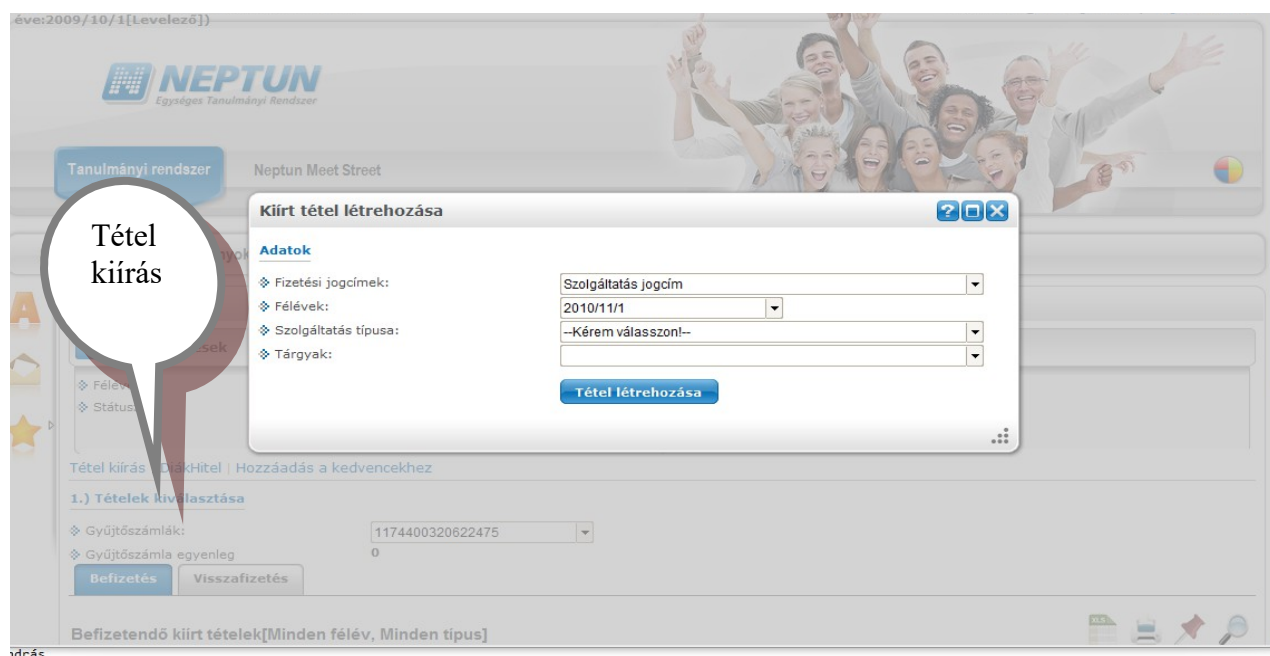 éve:2009/10/1[Levelező])
NEPTUN
Egységes Tanulmányi Rendszer
Tanulmányi rendszer Neptun Meet Street
Kiírt tétel létrehozása
Tétel
kiírás
Adatok
Fizetési jogcímek: Szolgáltatás jogcím
Félévek: 2010/11/1
Szolgáltatás típusa: --Kérem válasszon!--
Tárgyak:
Tétel létrehozása
Státus
Tétel kiírás | DiákHitel | Hozzáadás a kedvencekhez
1.) Tételek kiválasztása
Gyűjtőszámlák: 1174400320622475
Gyűjtőszámla egyenleg 0
Befizetés Visszafizetés
Befizetendő kiírt tételek[Minden félév, Minden típus]
XLS